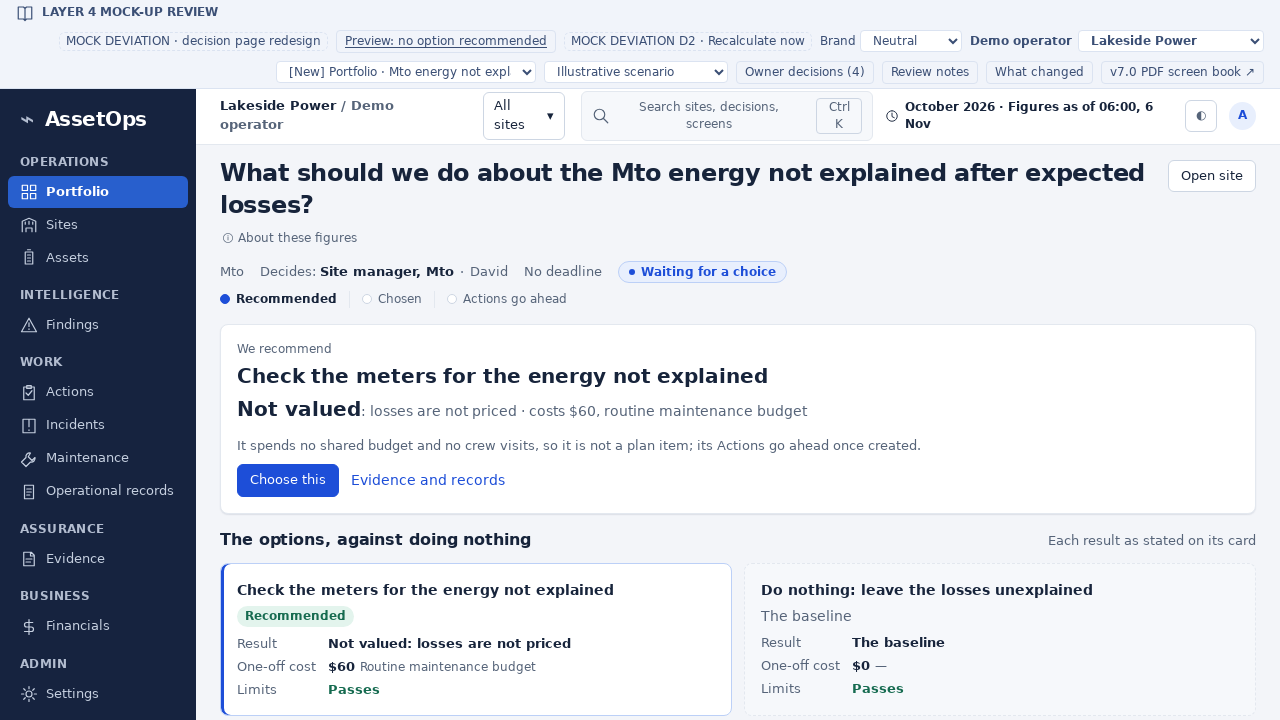 LAYER 4 MOCK-UP REVIEW
MOCK DEVIATION · decision page redesign
Preview: no option recommended
MOCK DEVIATION D2 · Recalculate now
Brand
Neutral
Demo operator
Lakeside Power
[New] Portfolio · Mto energy not expl
Illustrative scenario
Owner decisions (4)
Review notes
What changed
v7.0 PDF screen book ↗
AssetOps
OPERATIONS
Portfolio
Sites
Assets
INTELLIGENCE
Findings
WORK
Actions
Incidents
Maintenance
Operational records
ASSURANCE
Evidence
BUSINESS
Financials
ADMIN
Settings
Lakeside Power / Demo
operator
All
sites ▾
Search sites, decisions,
screens
Ctrl
K
October 2026 · Figures as of 06:00, 6
Nov
A
What should we do about the Mto energy not explained after expected
losses?
Open site
About these figures
Mto
Decides: Site manager, Mto · David
No deadline
Waiting for a choice
Recommended
Chosen
Actions go ahead
We recommend
Check the meters for the energy not explained
Not valued: losses are not priced · costs $60, routine maintenance budget
It spends no shared budget and no crew visits, so it is not a plan item; its Actions go ahead once created.
Choose this
Evidence and records
The options, against doing nothing
Each result as stated on its card
Check the meters for the energy not explained
Recommended
Result Not valued: losses are not priced
One-off cost $60 Routine maintenance budget
Limits Passes
Do nothing: leave the losses unexplained
The baseline
Result The baseline
One-off cost $0 —
Limits Passes